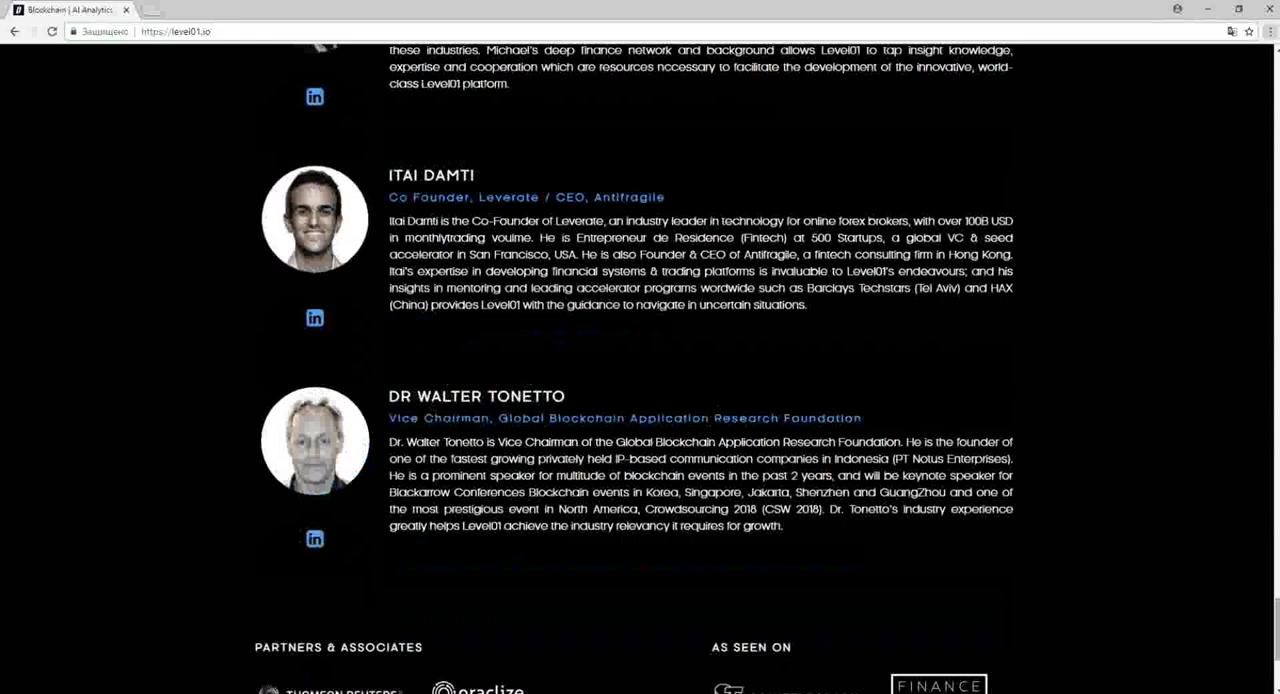 Blockchain | AI Analytics
Защищено | https://level01.io
these industries. Michael's deep finance network and background allows Level01 to tap insight knowledge,
expertise and cooperation which are resources nccessary to facilitate the development of the innovative, world-
class Level01 platform.
in
ITAI DAMTI
Co Founder, Leverate / CEO, Antifragile
Itai Damti is the Co-Founder of Leverate, an industry leader in technology for online forex brokers, with over 100B USD
in monthlytrading voulme. He is Entrepreneur de Residence (Fintech) at 500 Startups, a global VC & seed
accelerator in San Francisco, USA. He is also Founder & CEO of Antifragile, a fintech consulting firm in Hong Kong.
Itai's expertise in developing financial systems & trading platforms is invaluable to Level01's endeavours; and his
insights in mentoring and leading accelerator programs wordwide such as Barclays Techstars (Tel Aviv) and HAX
(China) provides Level01 with the guidance to navigate in uncertain situations.
in
DR WALTER TONETTO
Vice Chairman, Global Blockchain Application Research Foundation
Dr. Walter Tonetto is Vice Chairman of the Global Blockchain Application Research Foundation. He is the founder of
one of the fastest growing privately held IP-based communication companies in Indonesia (PT Notus Enterprises).
He is a prominent speaker for multitude of blockchain events in the past 2 years, and will be keynote speaker for
Blackarrow Conferences Blockchain events in Korea, Singapore, Jakarta, Shenzhen and GuangZhou and one of
the most prestigious event in North America, Crowdsourcing 2018 (CSW 2018). Dr. Tonetto's industry experience
greatly helps Level01 achieve the industry relevancy it requires for growth.
in
PARTNERS & ASSOCIATES
AS SEEN ON
THOMSON REUTERS
oraclize
FINANCE